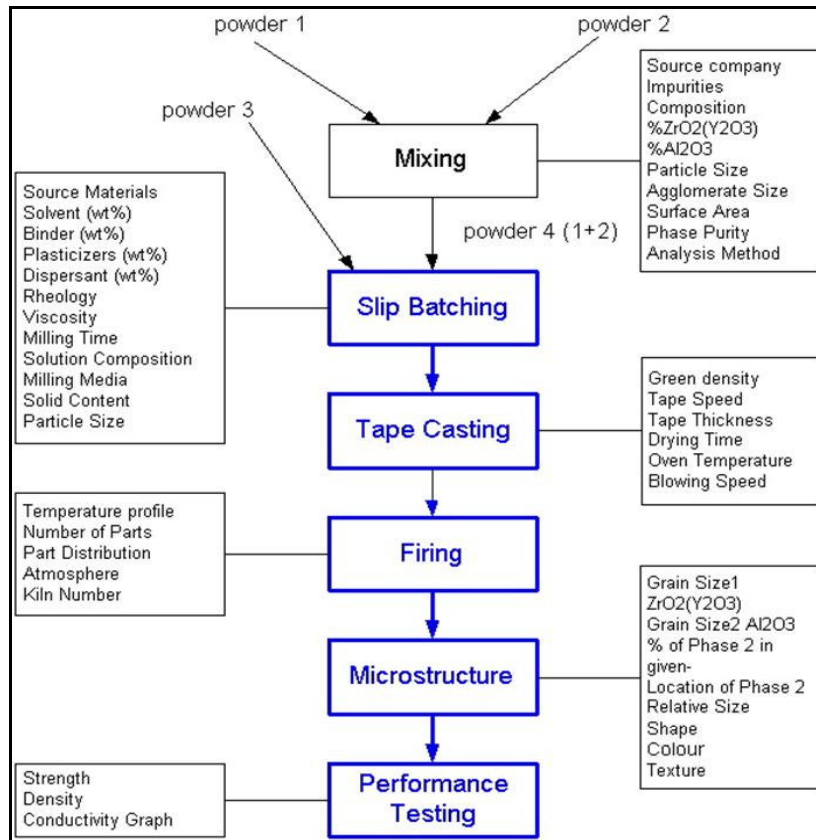 powder 1
powder 2
powder 3
Mixing
Source company
Impurities
Composition
%ZrO2(Y2O3)
%Al2O3
Particle Size
Agglomerate Size
Surface Area
Phase Purity
Analysis Method
powder 4 (1+2)
Source Materials
Solvent (wt%)
Binder (wt%)
Plasticizers (wt%)
Dispersant (wt%)
Rheology
Viscosity
Milling Time
Solution Composition
Milling Media
Solid Content
Particle Size
Slip Batching
Tape Casting
Green density
Tape Speed
Tape Thickness
Drying Time
Oven Temperature
Blowing Speed
Temperature profile
Number of Parts
Part Distribution
Atmosphere
Kiln Number
Firing
Microstructure
Grain Size1
ZrO2(Y2O3)
Grain Size2 Al2O3
% of Phase 2 in
given-
Location of Phase 2
Relative Size
Shape
Colour
Texture
Strength
Density
Conductivity Graph
Performance
Testing